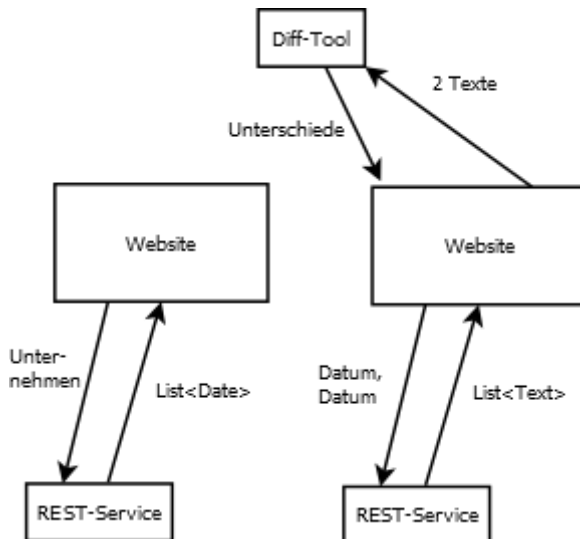 Diff-Tool
2 Texte
Unterschiede
Website
Website
Unter-
nehmen
List<Date>
Datum,
Datum
List<Text>
REST-Service
REST-Service